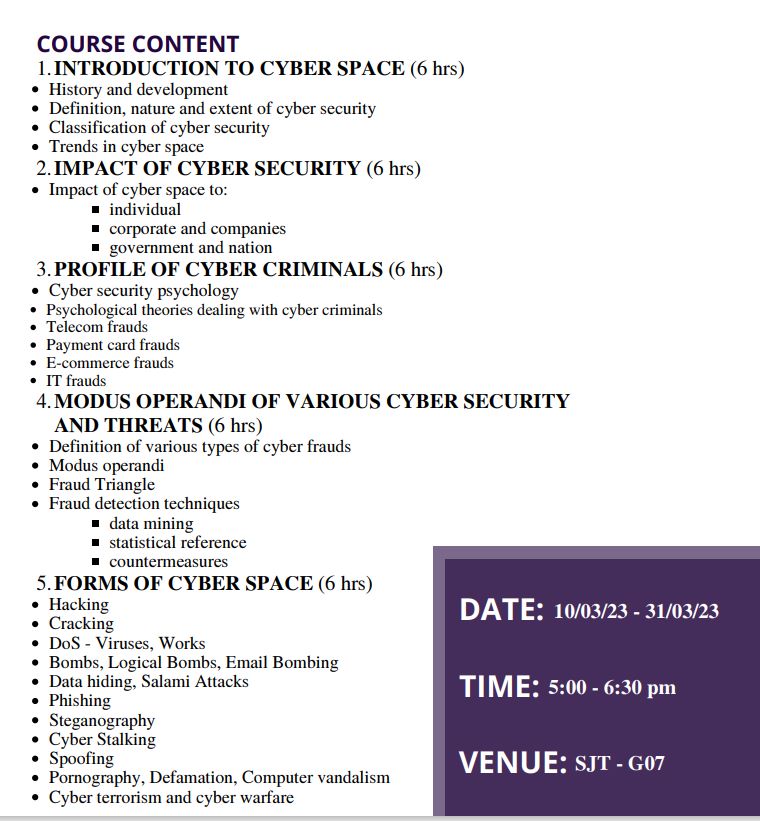 COURSE CONTENT
1. INTRODUCTION TO CYBER SPACE (6 hrs)
• History and development
• Definition, nature and extent of cyber security
• Classification of cyber security
• Trends in cyber space
2. IMPACT OF CYBER SECURITY (6 hrs)
• Impact of cyber space to:
▪ individual
▪ corporate and companies
▪ government and nation
3. PROFILE OF CYBER CRIMINALS (6 hrs)
• Cyber security psychology
• Psychological theories dealing with cyber criminals
• Telecom frauds
• Payment card frauds
• E-commerce frauds
• IT frauds
4. MODUS OPERANDI OF VARIOUS CYBER SECURITY
AND THREATS (6 hrs)
• Definition of various types of cyber frauds
• Modus operandi
• Fraud Triangle
• Fraud detection techniques
▪ data mining
▪ statistical reference
▪ countermeasures
5. FORMS OF CYBER SPACE (6 hrs)
• Hacking
• Cracking
• DoS - Viruses, Works
• Bombs, Logical Bombs, Email Bombing
• Data hiding, Salami Attacks
• Phishing
• Steganography
• Cyber Stalking
• Spoofing
• Pornography, Defamation, Computer vandalism
• Cyber terrorism and cyber warfare
DATE: 10/03/23 - 31/03/23
TIME: 5:00 - 6:30 pm
VENUE: SJT - G07